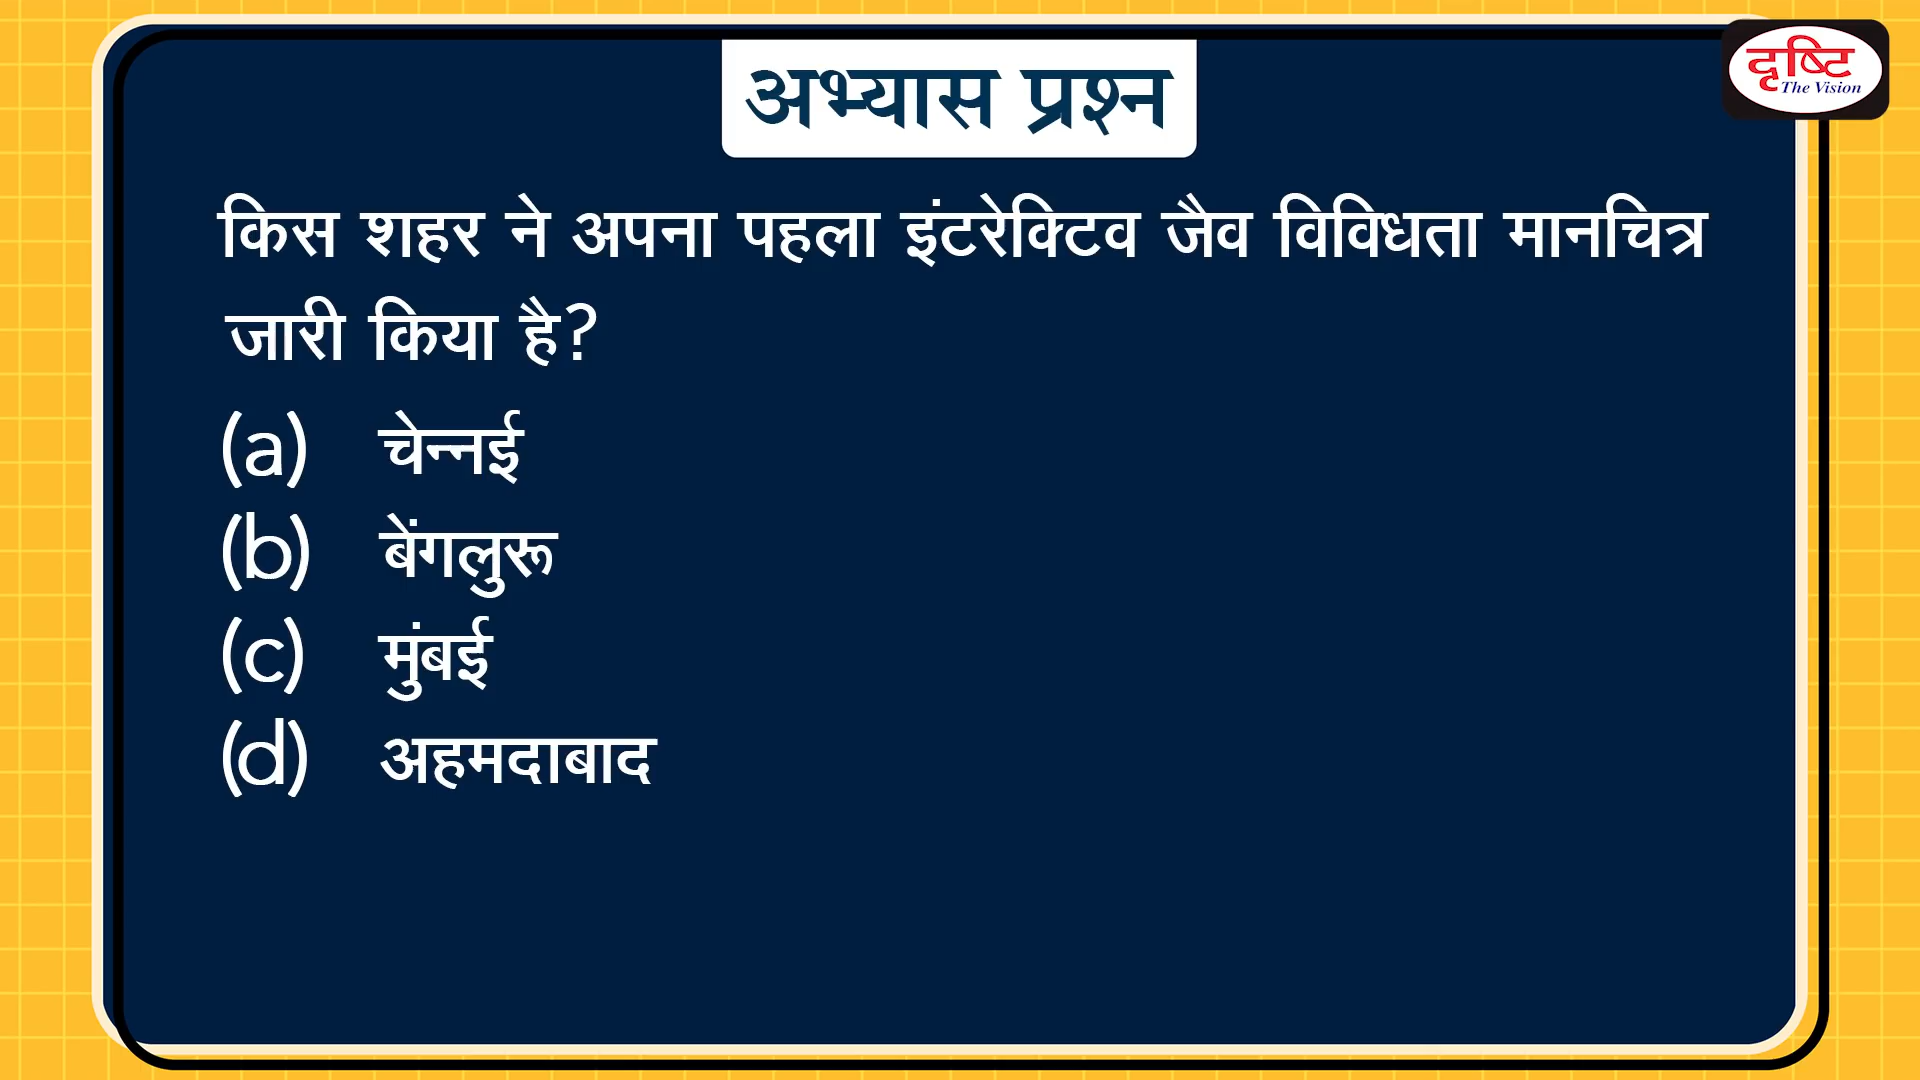 दृष्टि
The Vision
अभ्यास प्रश्न
किस शहर ने अपना पहला इंटरेक्टिव जैव विविधता मानचित्र
जारी किया है?
(a) चेन्नई
(b) बेंगलुरू
(c) मुंबई
(d) अहमदाबाद